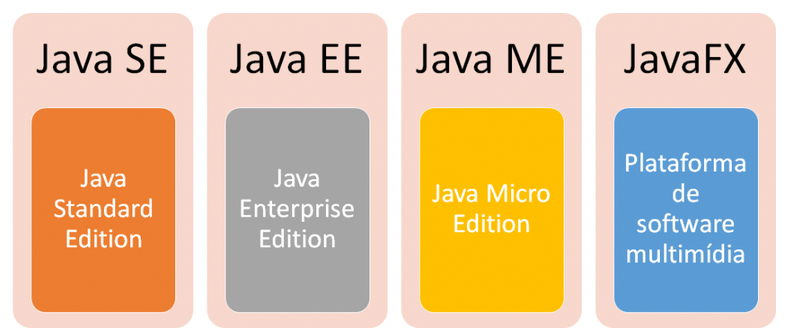 Java SE
Java
Standard
Edition
Java EE
Java
Enterprise
Edition
Java ME
Java Micro
Edition
JavaFX
Plataforma
de
software
multimídia